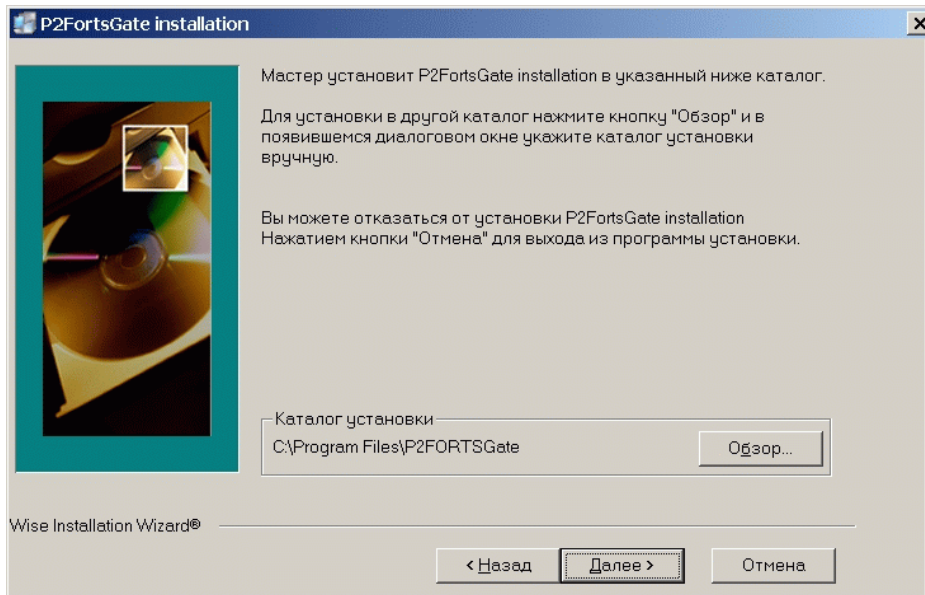 P2FortsGate installation
Мастер установит P2FortsGate installation в указанный ниже каталог.
Для установки в другой каталог нажмите кнопку "Обзор" и в
появившемся диалоговом окне укажите каталог установки
вручную.
Вы можете отказаться от установки P2FortsGate installation
Нажатием кнопки "Отмена" для выхода из программы установки.
Каталог установки
C:\Program Files\P2FORTSGate
Обзор...
Wise Installation Wizard®
< Назад
Далее >
Отмена